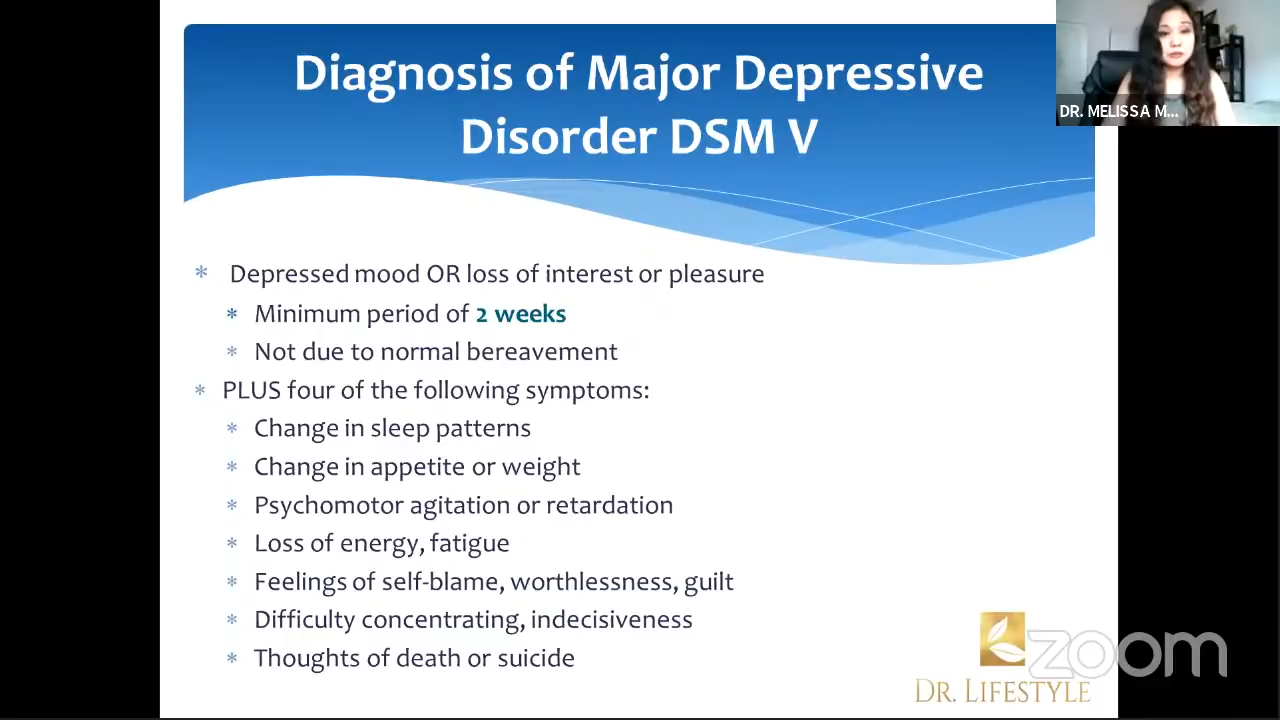 Diagnosis of Major Depressive
Disorder DSM V
DR. MELISSA M...
* Depressed mood OR loss of interest or pleasure
* Minimum period of 2 weeks
* Not due to normal bereavement
* PLUS four of the following symptoms:
* Change in sleep patterns
* Change in appetite or weight
* Psychomotor agitation or retardation
* Loss of energy, fatigue
* Feelings of self-blame, worthlessness, guilt
* Difficulty concentrating, indecisiveness
* Thoughts of death or suicide
zoom
DR. LIFESTYLE